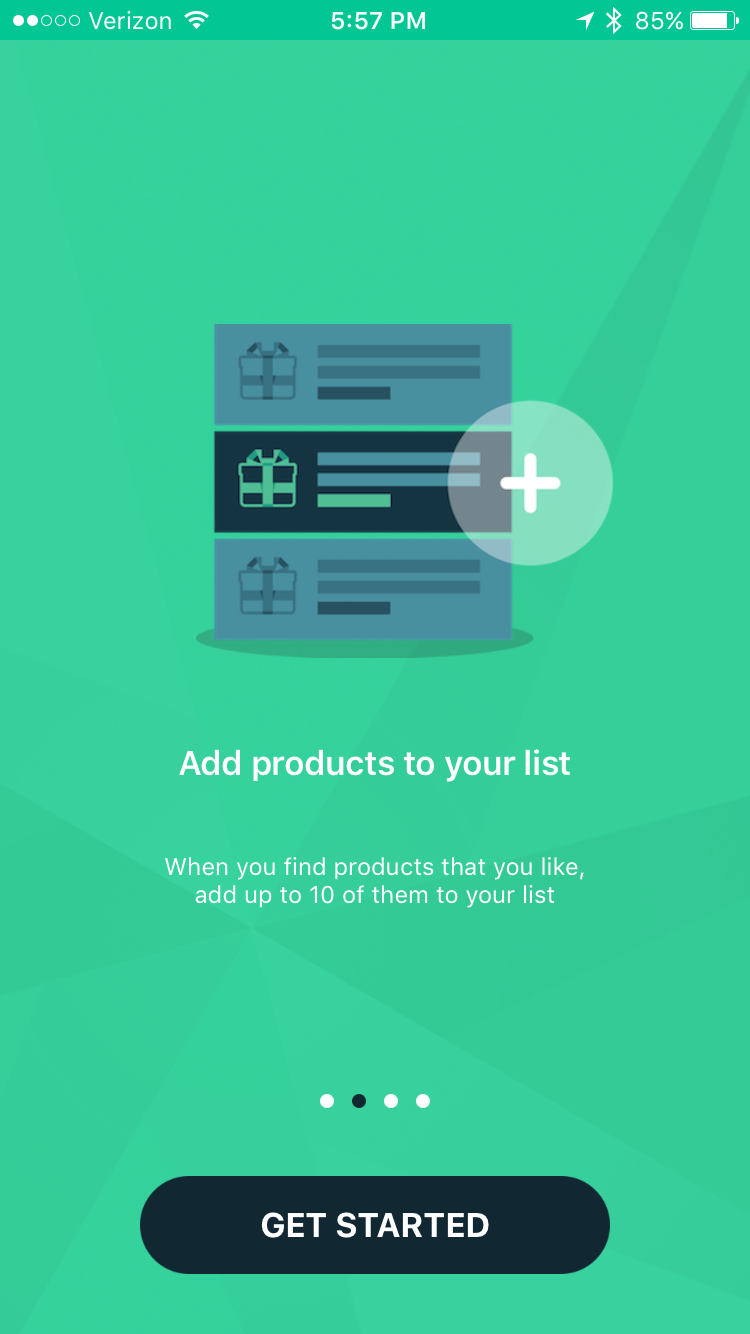 Verizon 5:57 PM 85%
Add products to your list
When you find products that you like,
add up to 10 of them to your list
GET STARTED